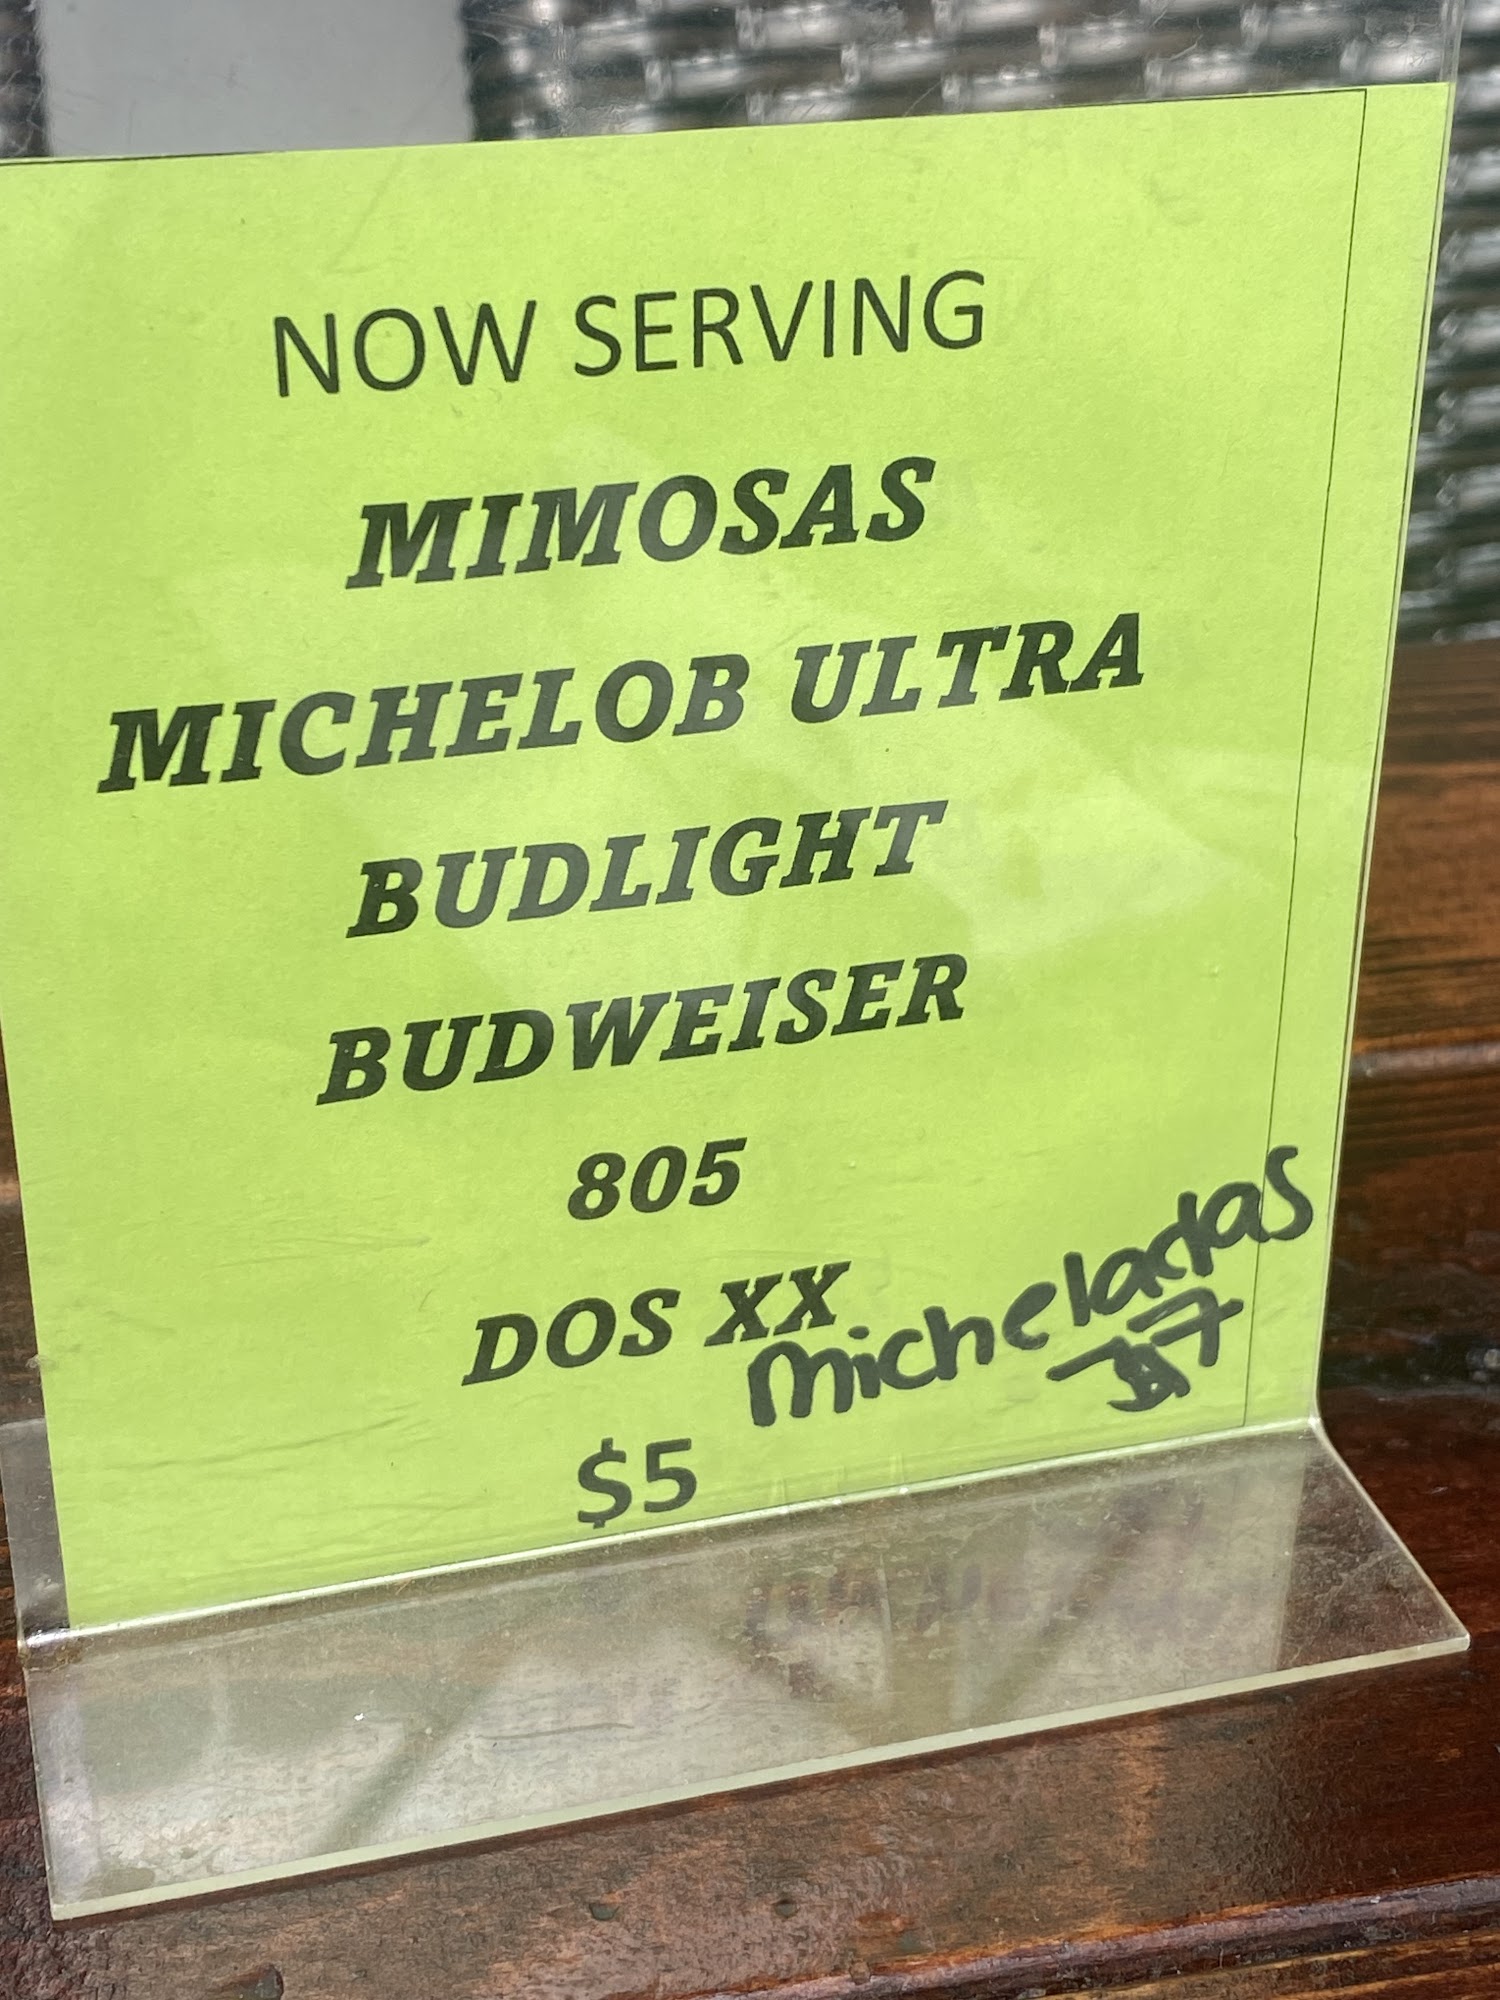 NOW SERVING
MIMOSAS
MICHELOB ULTRA
BUDLIGHT
BUDWEISER
805
DOS XX
micheladas
$7
$5